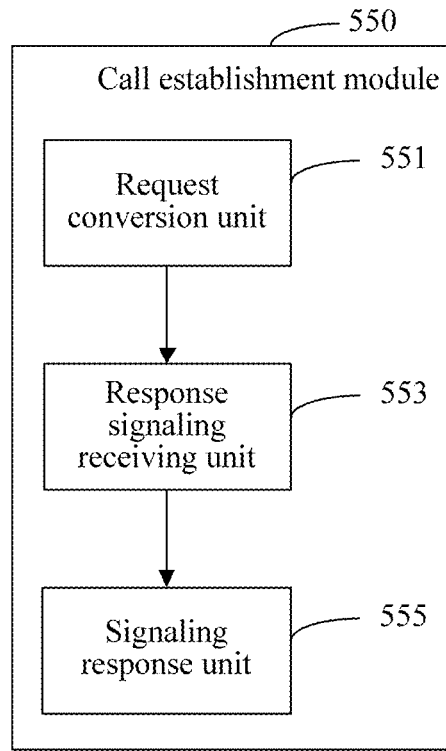 550
Call establishment module
551
Request
conversion unit
553
Response
signaling
receiving unit
555
Signaling
response unit